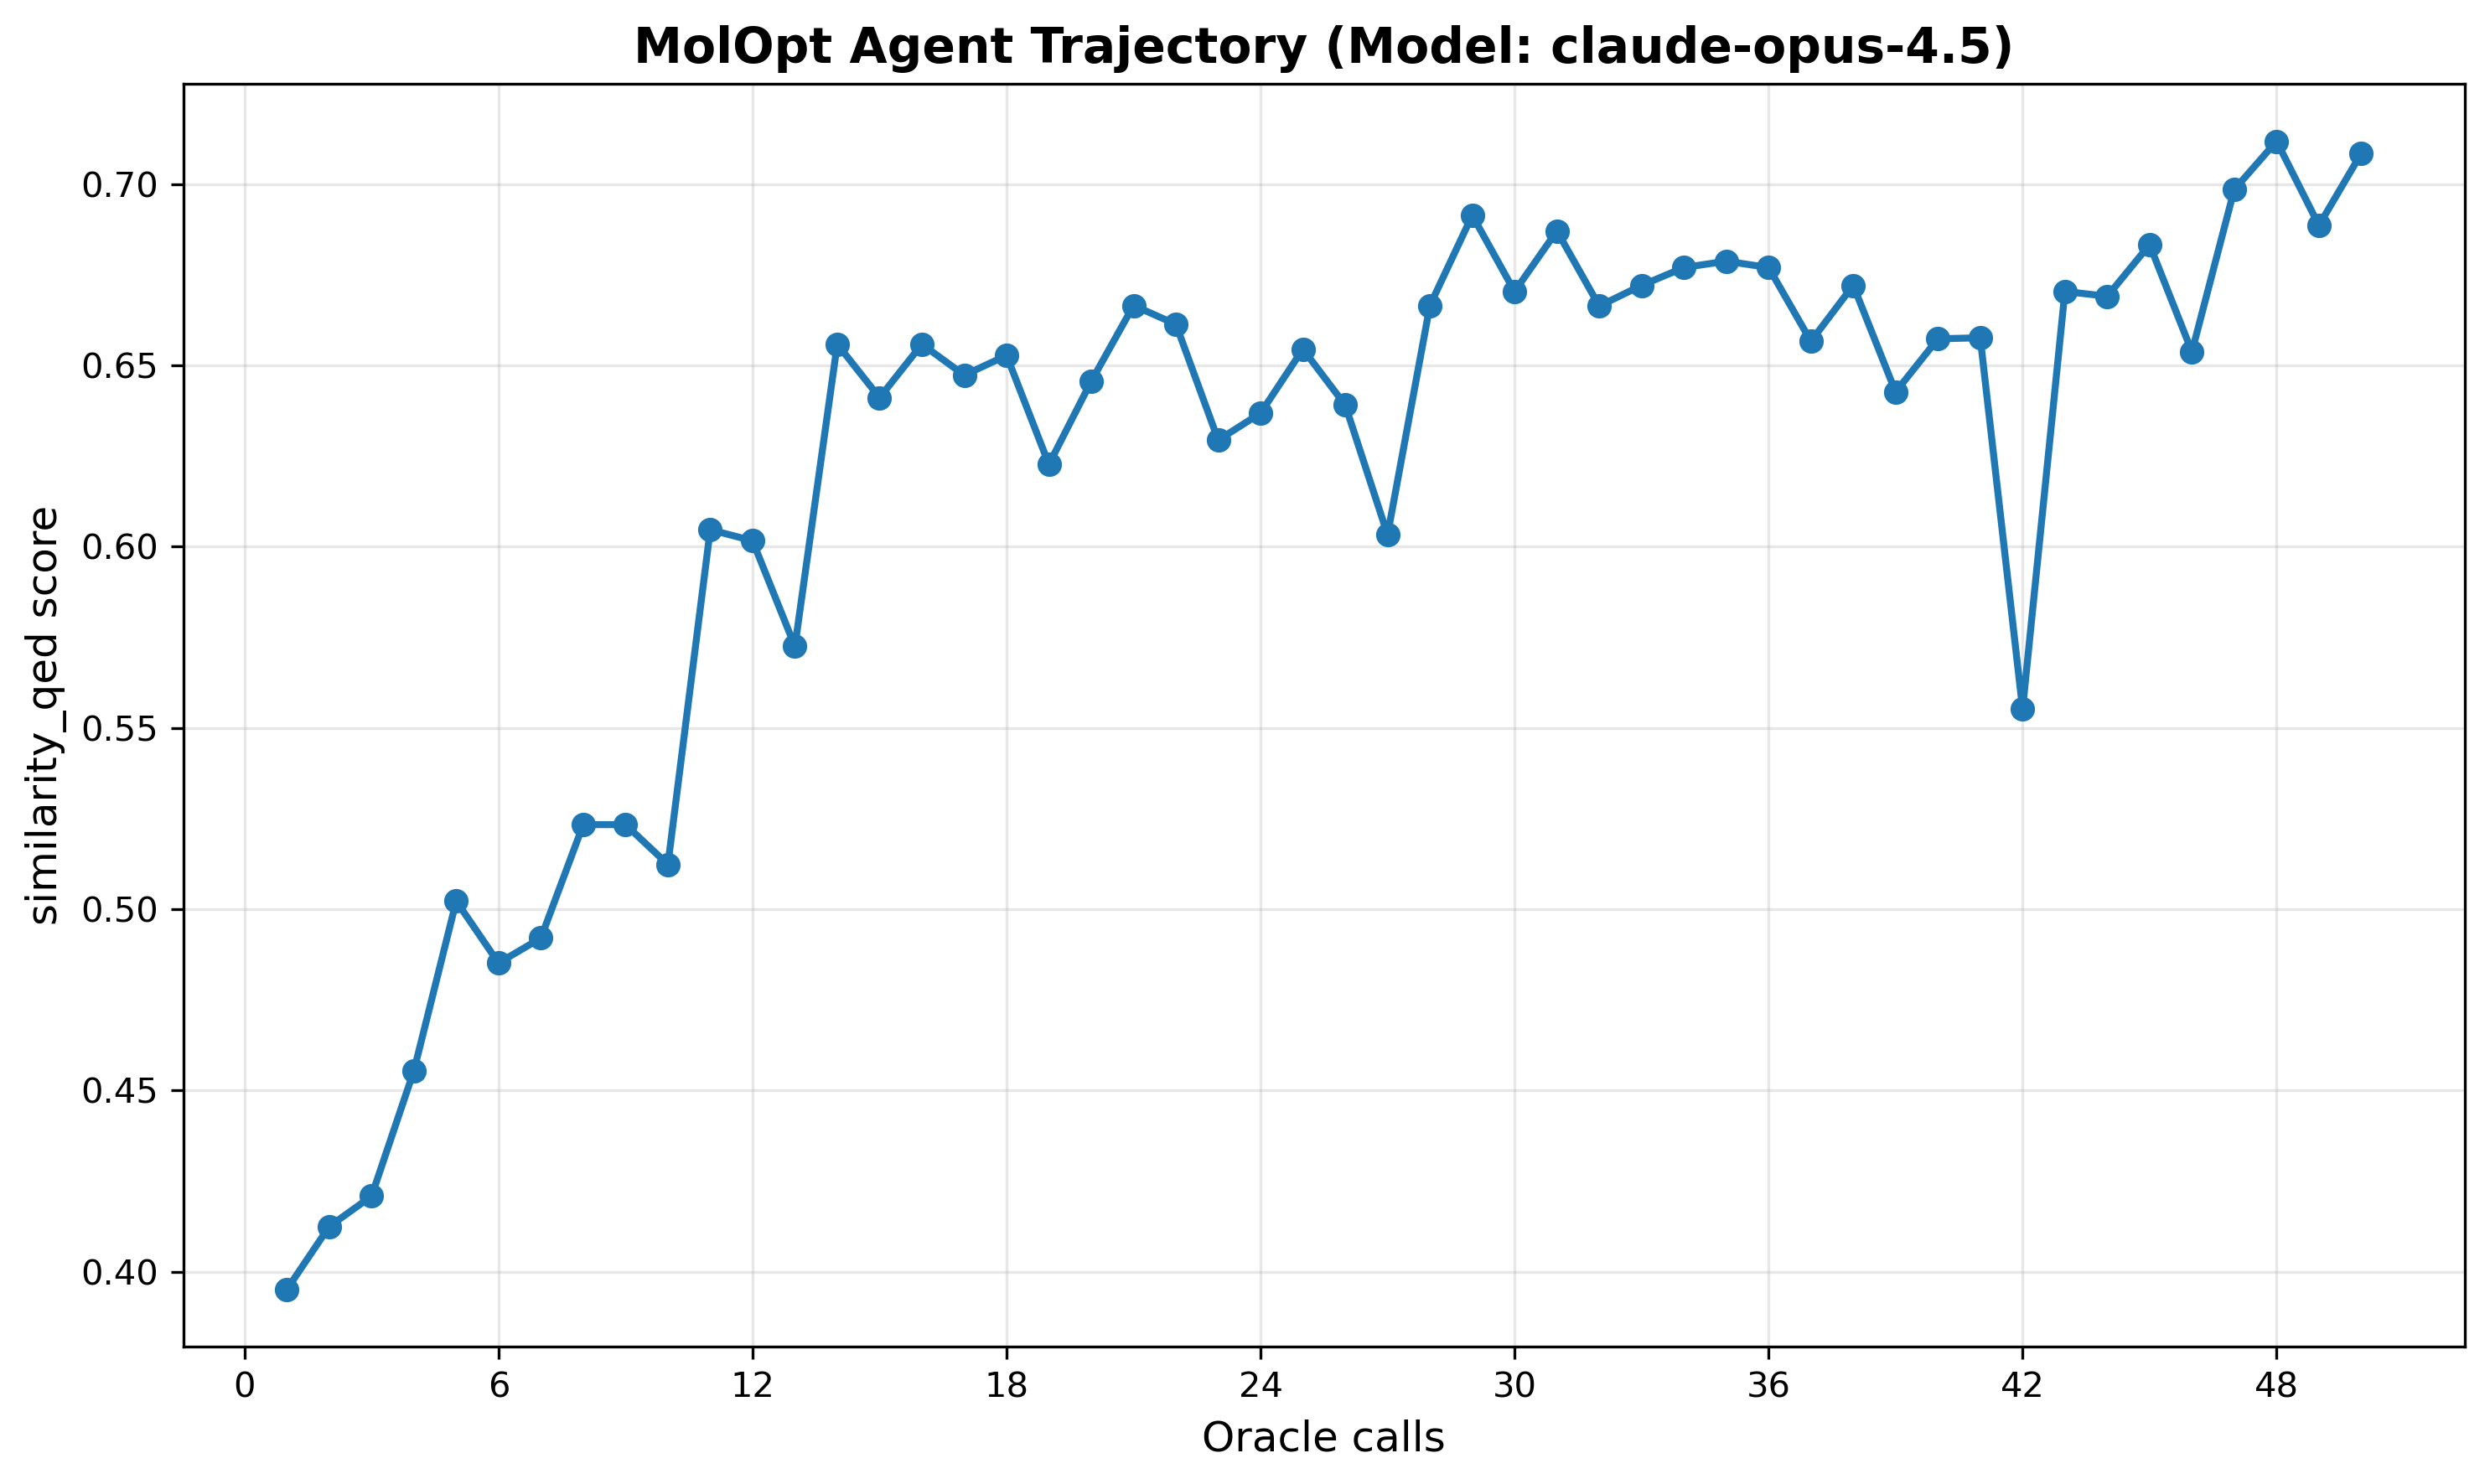 MolOpt Agent Trajectory (Model: claude-opus-4.5)
similarity_qed score
0.70
0.65
0.60
0.55
0.50
0.45
0.40
0 6 12 18 24 30 36 42 48
Oracle calls